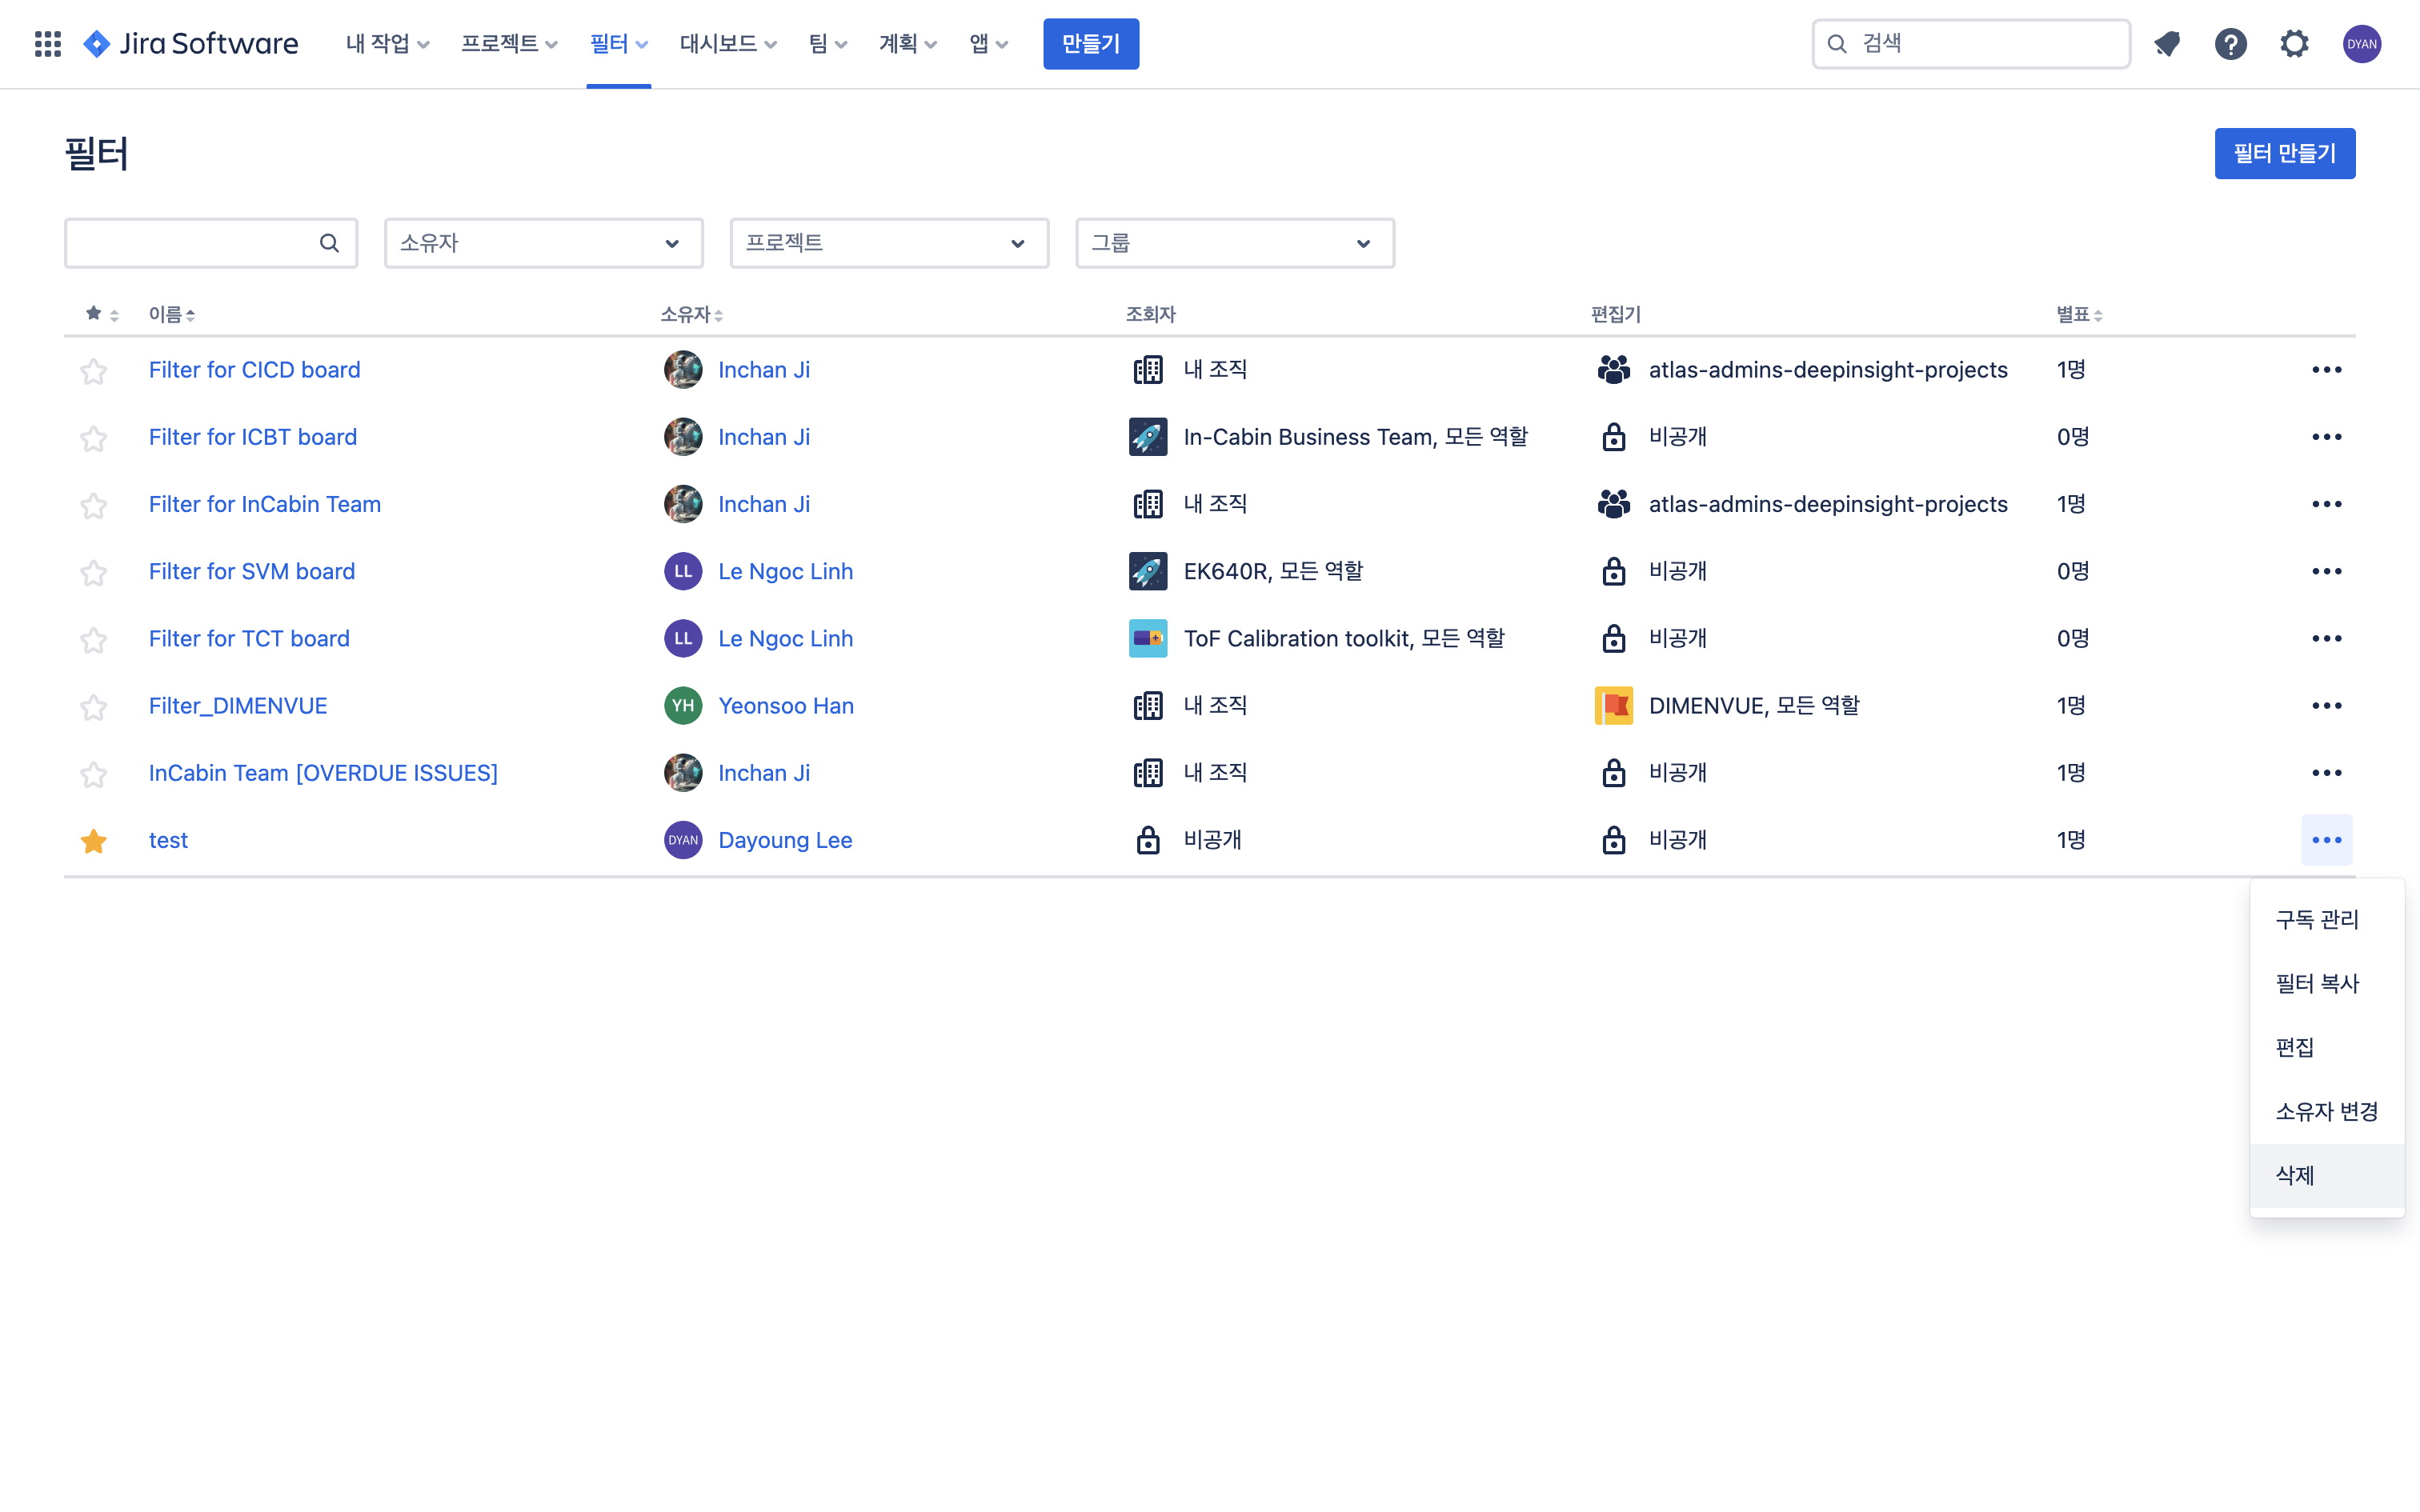 Jira Software 내 작업 프로젝트 필터 대시보드 팀 계획 앱 만들기 검색 DYAN
필터 필터 만들기
소유자 프로젝트 그룹
이름 소유자 조회자 편집기 별표
Filter for CICD board Inchan Ji 내 조직 atlas-admins-deepinsight-projects 1명
Filter for ICBT board Inchan Ji In-Cabin Business Team, 모든 역할 비공개 0명
Filter for InCabin Team Inchan Ji 내 조직 atlas-admins-deepinsight-projects 1명
Filter for SVM board LL Le Ngoc Linh EK640R, 모든 역할 비공개 0명
Filter for TCT board LL Le Ngoc Linh ToF Calibration toolkit, 모든 역할 비공개 0명
Filter_DIMENVUE YH Yeonsoo Han 내 조직 DIMENVUE, 모든 역할 1명
InCabin Team [OVERDUE ISSUES] Inchan Ji 내 조직 비공개 1명
test DYAN Dayoung Lee 비공개 비공개 1명
구독 관리
필터 복사
편집
소유자 변경
삭제